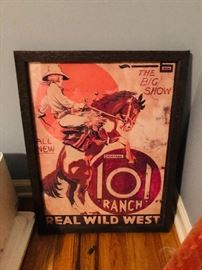 THE
BIG
SHOW
ALL
NEW
101
RANCH
REAL WILD WEST